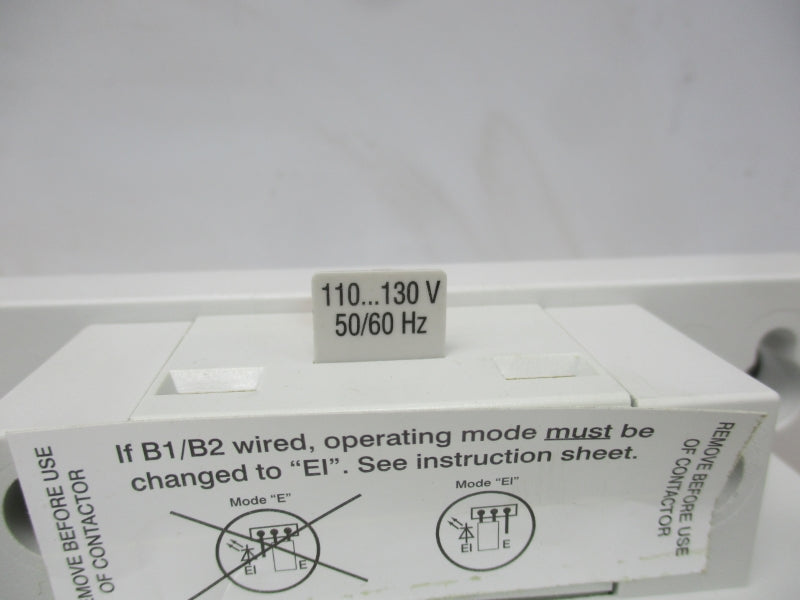 110...130 V
50/60 Hz
If B1/B2 wired, operating mode must be
changed to “EI”. See instruction sheet.
Mode “E”
EI E
Mode “EI”
EI E
BEFORE USE
OF CONTACTOR
REMOVE BEFORE USE
OF CONTACTOR